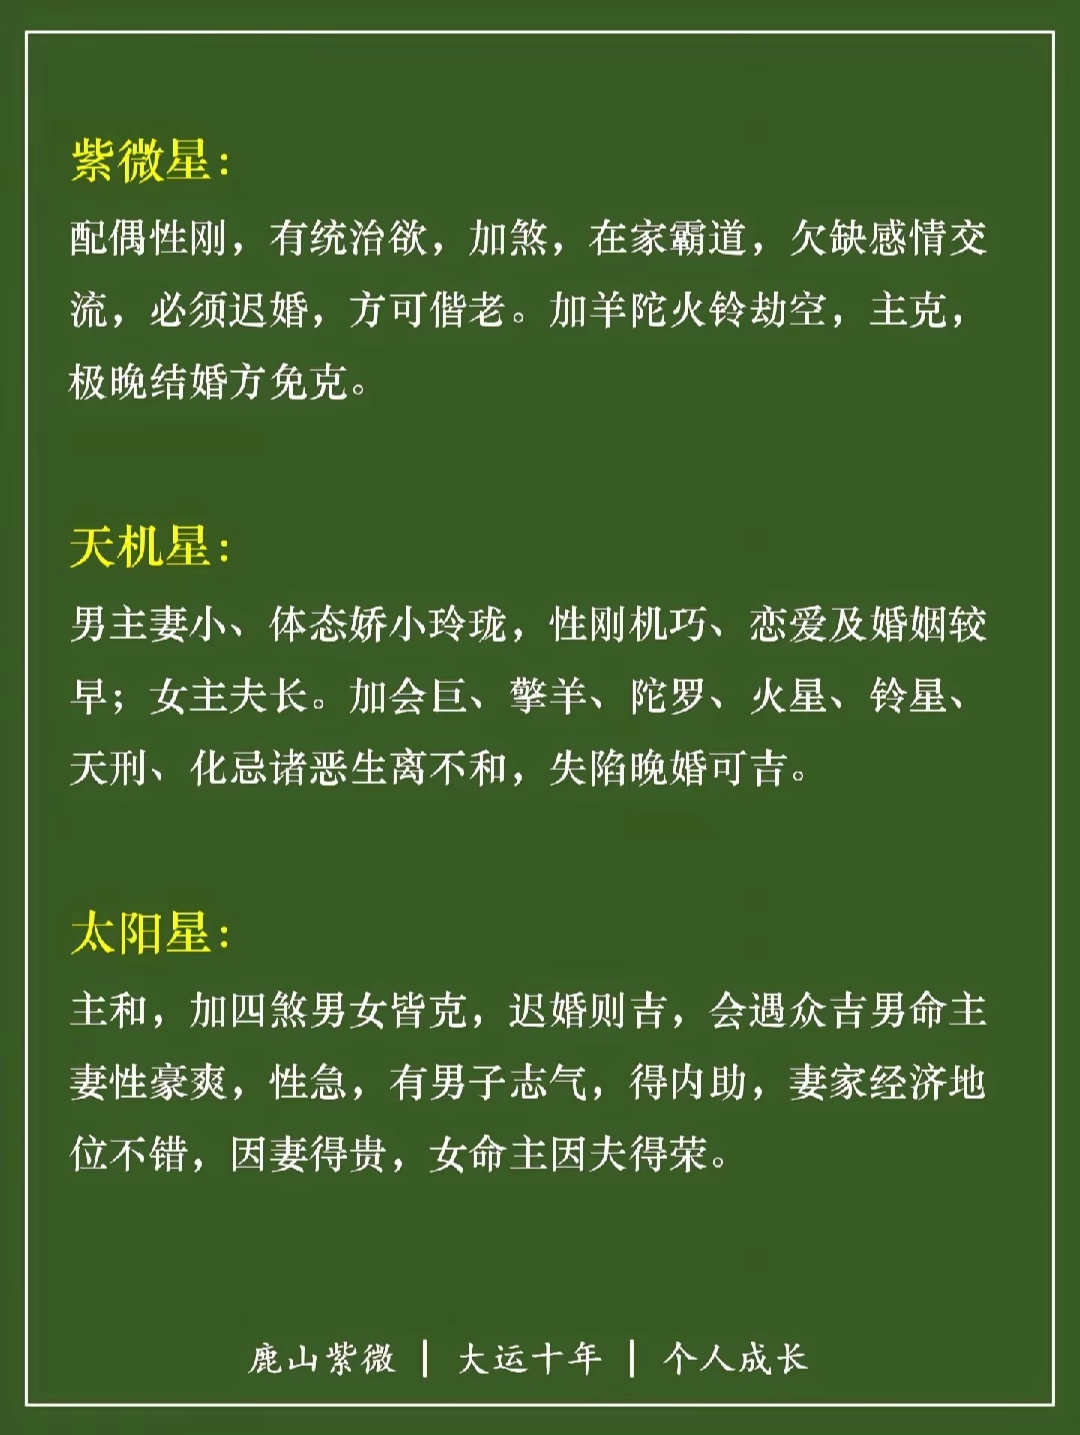 紫微星：
配偶性刚，有统治欲，加煞，在家霸道，欠缺感情交
流，必须迟婚，方可偕老。加羊陀火铃劫空，主克，
极晚结婚方免克。
天机星：
男主妻小、体态娇小玲珑，性刚机巧、恋爱及婚姻较
早；女主夫长。加会巨、擎羊、陀罗、火星、铃星、
天刑、化忌诸恶生离不和，失陷晚婚可吉。
太阳星：
主和，加四煞男女皆克，迟婚则吉，会遇众吉男命主
妻性豪爽，性急，有男子志气，得内助，妻家经济地
位不错，因妻得贵，女命主因夫得荣。
鹿山紫微 | 大运十年 | 个人成长